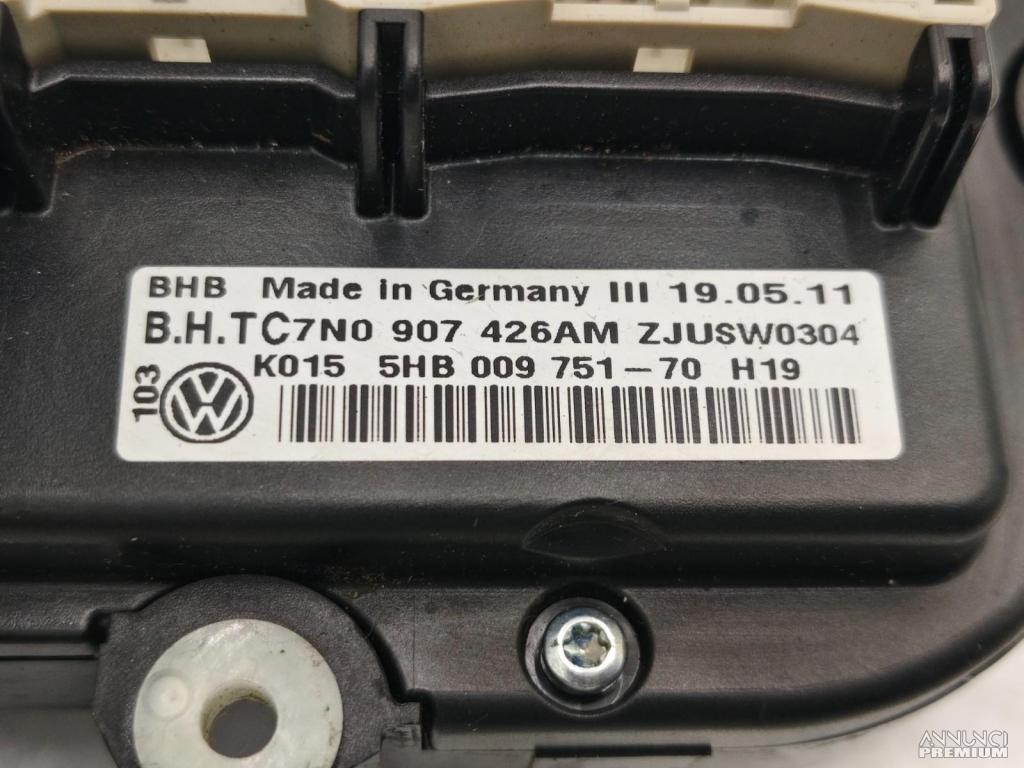 BHB Made in Germany III 19.05.11
B.H.TC7N0 907 426AM ZJUSW0304
K015 5HB 009 751-70 H19
103
ANNUNCI
PREMIUM